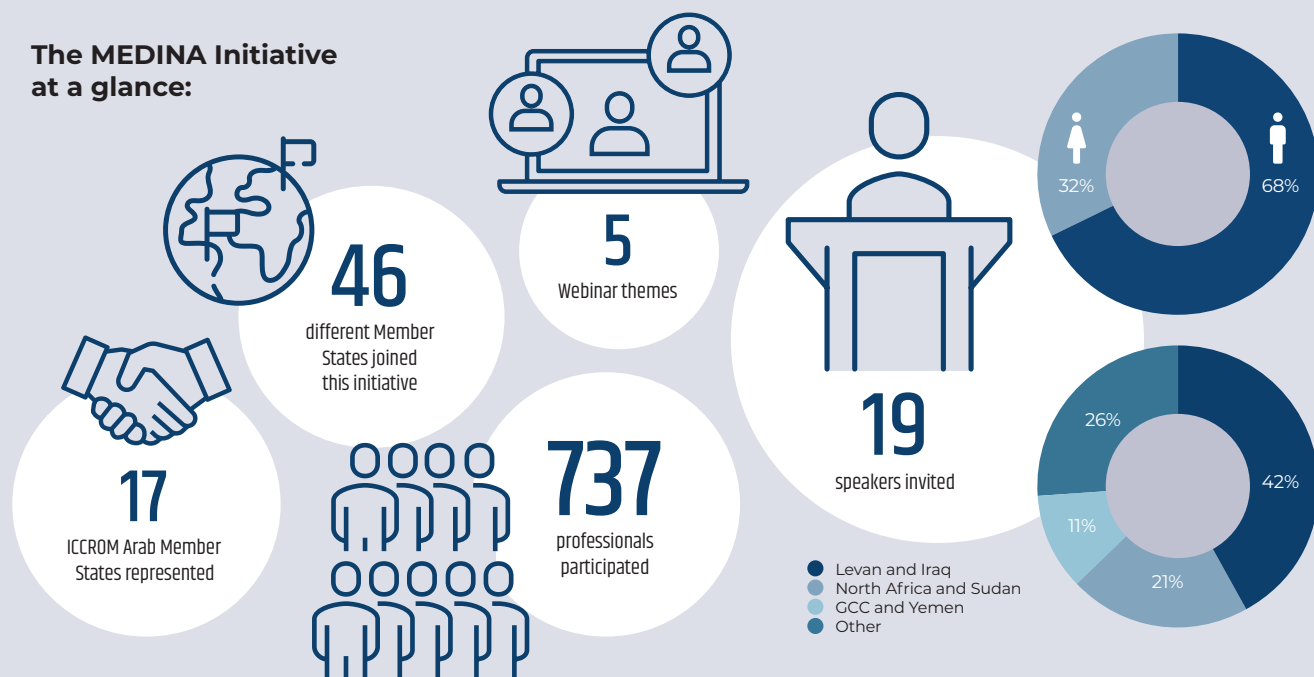 The MEDINA Initiative
at a glance:
46
different Member
States joined
this initiative
5
Webinar themes
17
ICCROM Arab Member
States represented
737
professionals
participated
19
speakers invited
32%
68%
26%
42%
11%
21%
Levan and Iraq
North Africa and Sudan
GCC and Yemen
Other